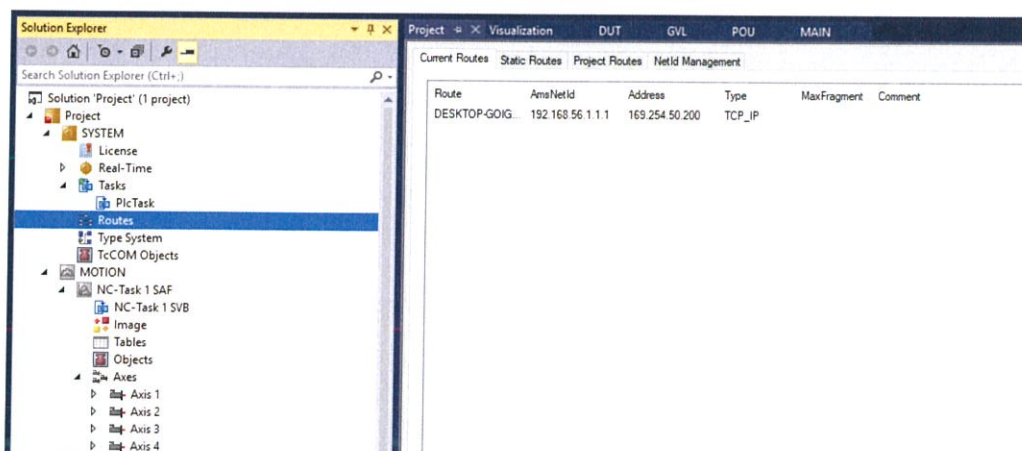 Solution Explorer
Search Solution Explorer (Ctrl+;)
Solution 'Project' (1 project)
Project
SYSTEM
License
Real-Time
Tasks
PlcTask
Routes
Type System
TcCOM Objects
MOTION
NC-Task 1 SAF
NC-Task 1 SVB
Image
Tables
Objects
Axes
Axis 1
Axis 2
Axis 3
Axis 4
Project Visualization DUT GVL POU MAIN
Current Routes Static Routes Project Routes NetId Management
Route AmsNetId Address Type MaxFragment Comment
DESKTOP-GOIG... 192.168.56.1.1.1 169.254.50.200 TCP_IP